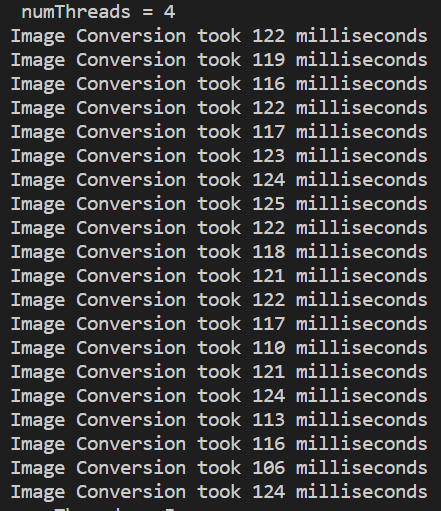 numThreads = 4
Image Conversion took 122 milliseconds
Image Conversion took 119 milliseconds
Image Conversion took 116 milliseconds
Image Conversion took 122 milliseconds
Image Conversion took 117 milliseconds
Image Conversion took 123 milliseconds
Image Conversion took 124 milliseconds
Image Conversion took 125 milliseconds
Image Conversion took 122 milliseconds
Image Conversion took 118 milliseconds
Image Conversion took 121 milliseconds
Image Conversion took 122 milliseconds
Image Conversion took 117 milliseconds
Image Conversion took 110 milliseconds
Image Conversion took 121 milliseconds
Image Conversion took 124 milliseconds
Image Conversion took 113 milliseconds
Image Conversion took 116 milliseconds
Image Conversion took 106 milliseconds
Image Conversion took 124 milliseconds